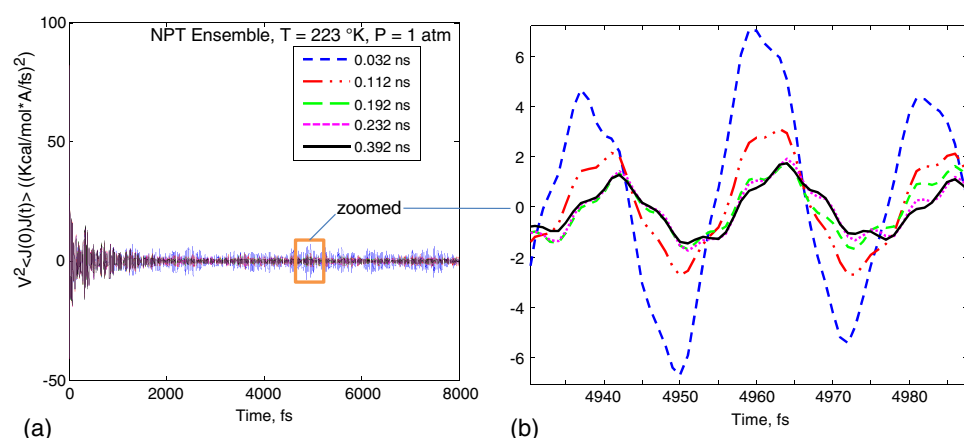 NPT Ensemble, T = 223 °K, P = 1 atm
0.032 ns
0.112 ns
0.192 ns
0.232 ns
0.392 ns
zoomed
V²<J(0)J(t)> ((Kcal/mol*A/fs)²)
100
50
0
-50
0 2000 4000 6000 8000
Time, fs
(a)
6
4
2
0
-2
-4
-6
4940 4950 4960 4970 4980
Time, fs
(b)